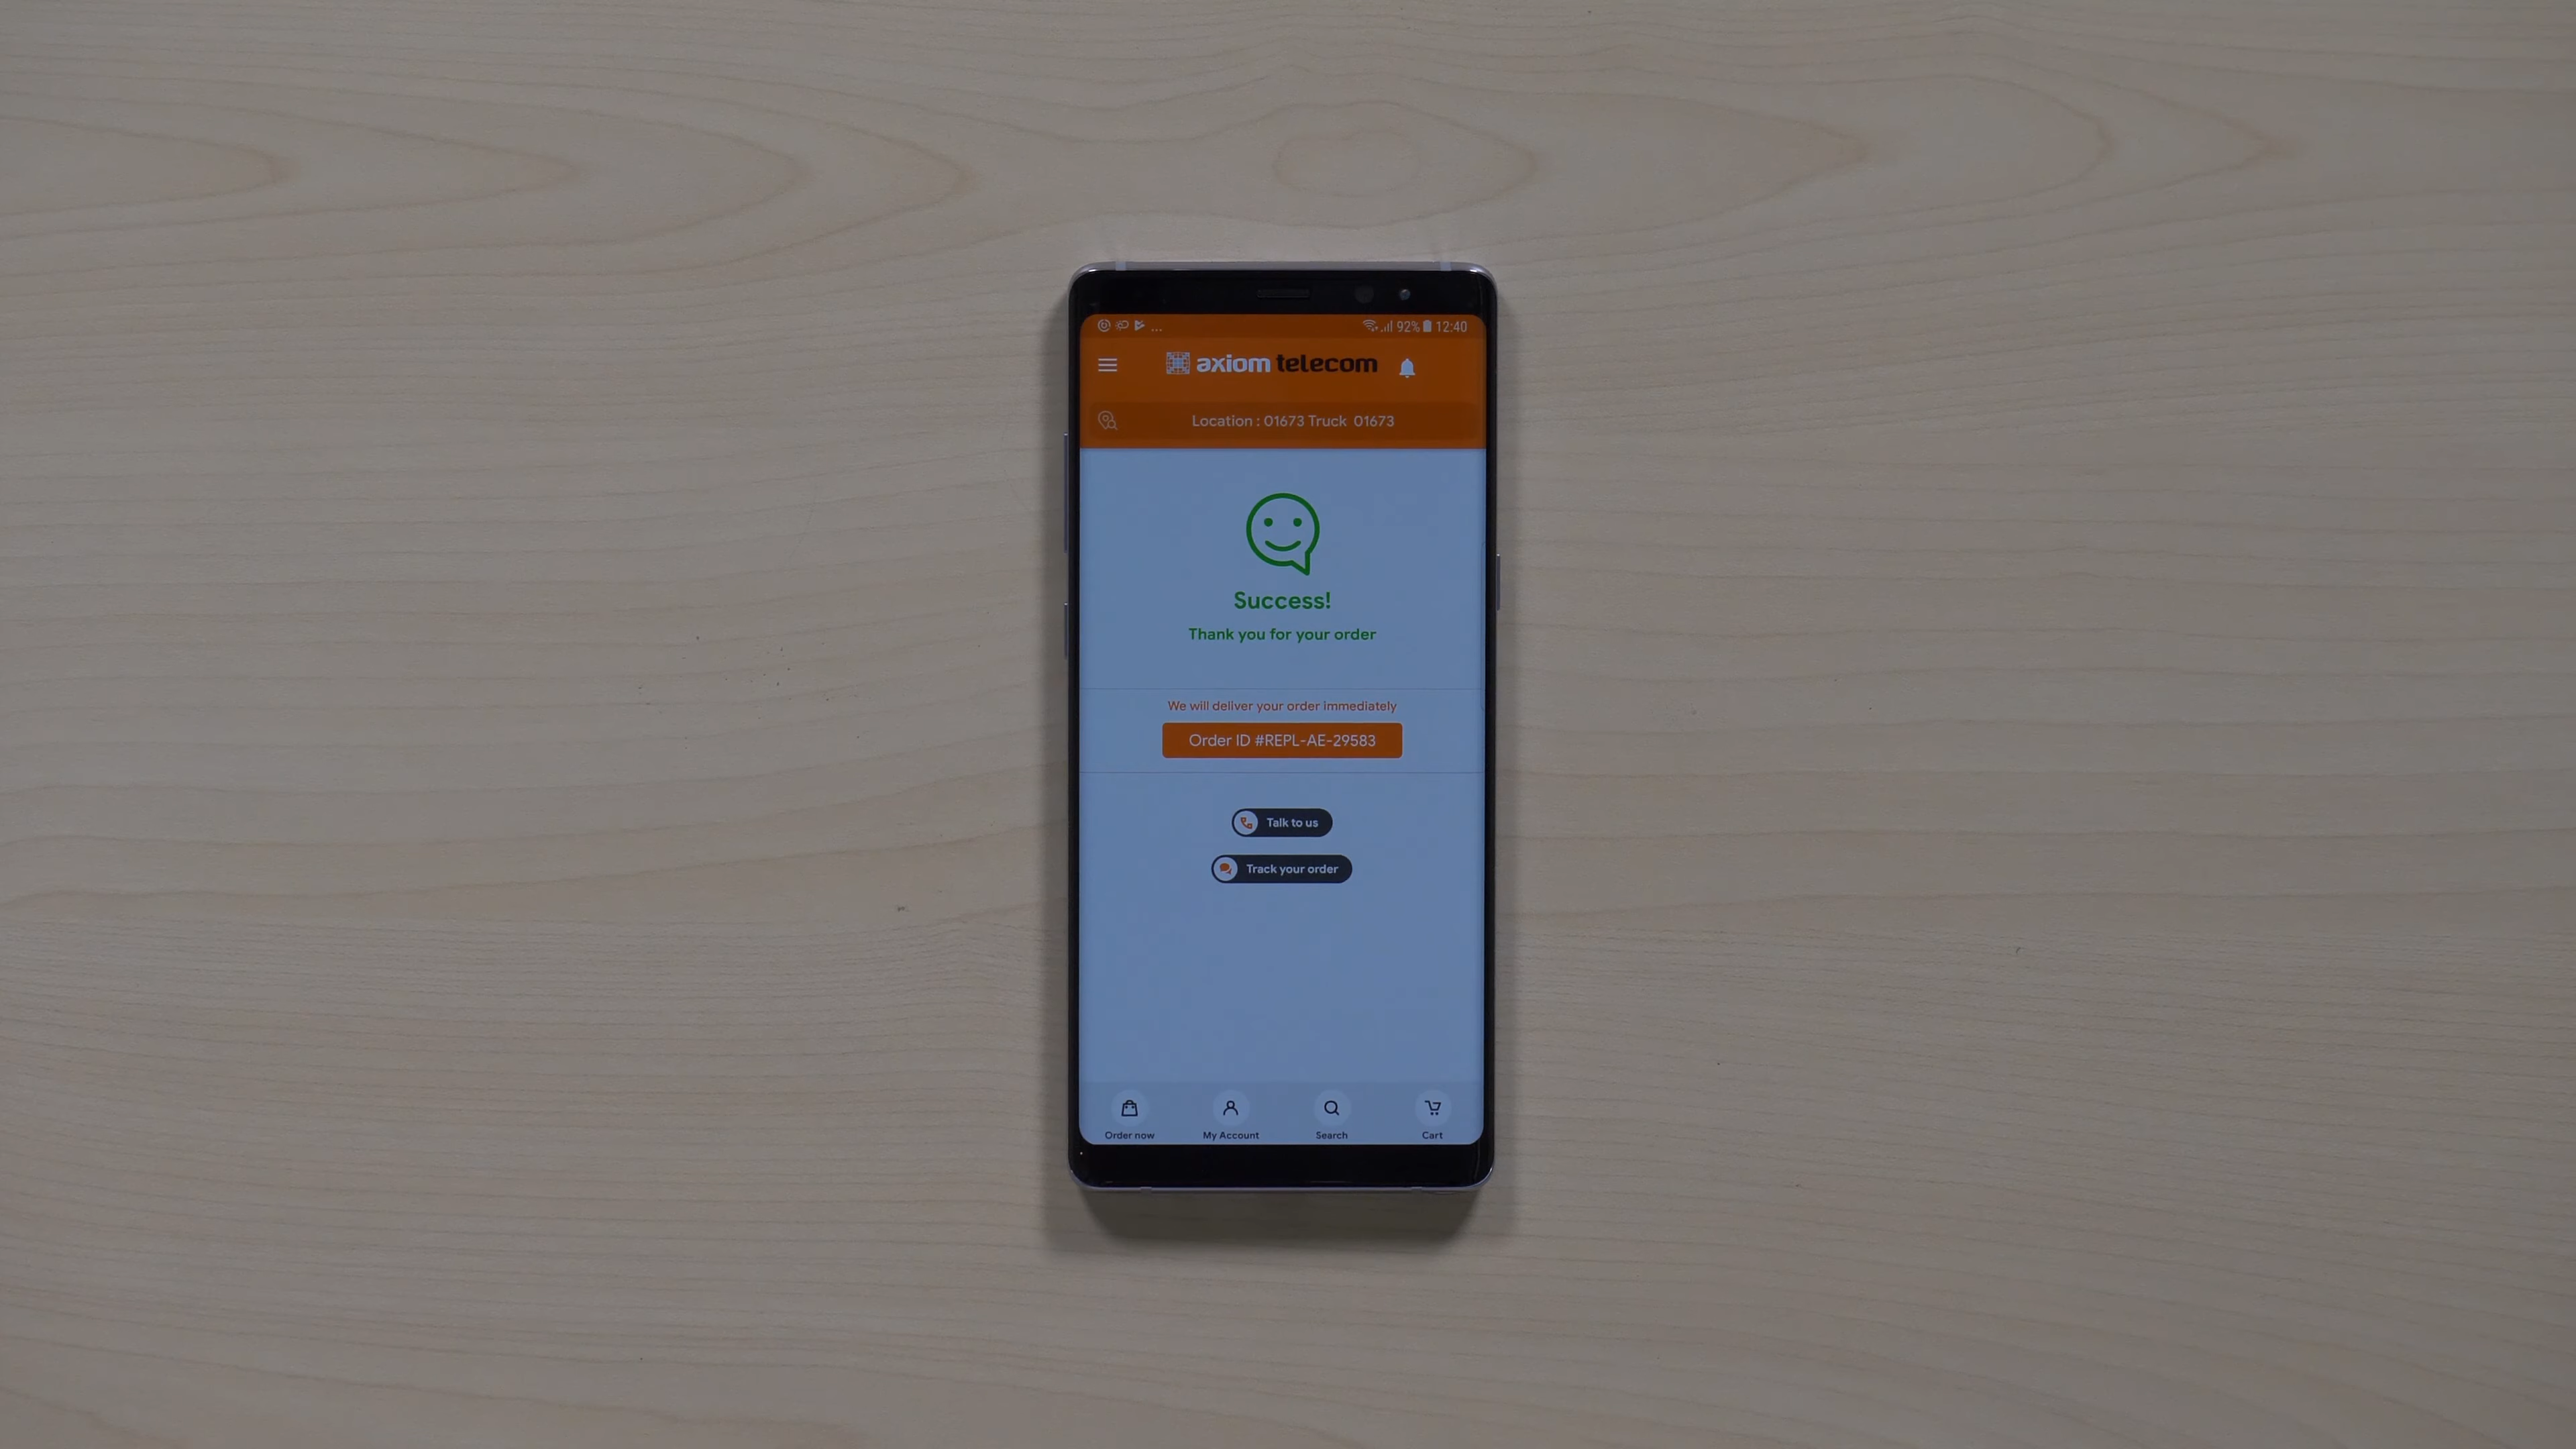 ... 92% 12:40
axiom telecom
Location : 01673 Truck 01673
Success!
Thank you for your order
We will deliver your order immediately
Order ID #REPL-AE-29583
Talk to us
Track your order
Order now My Account Search Cart